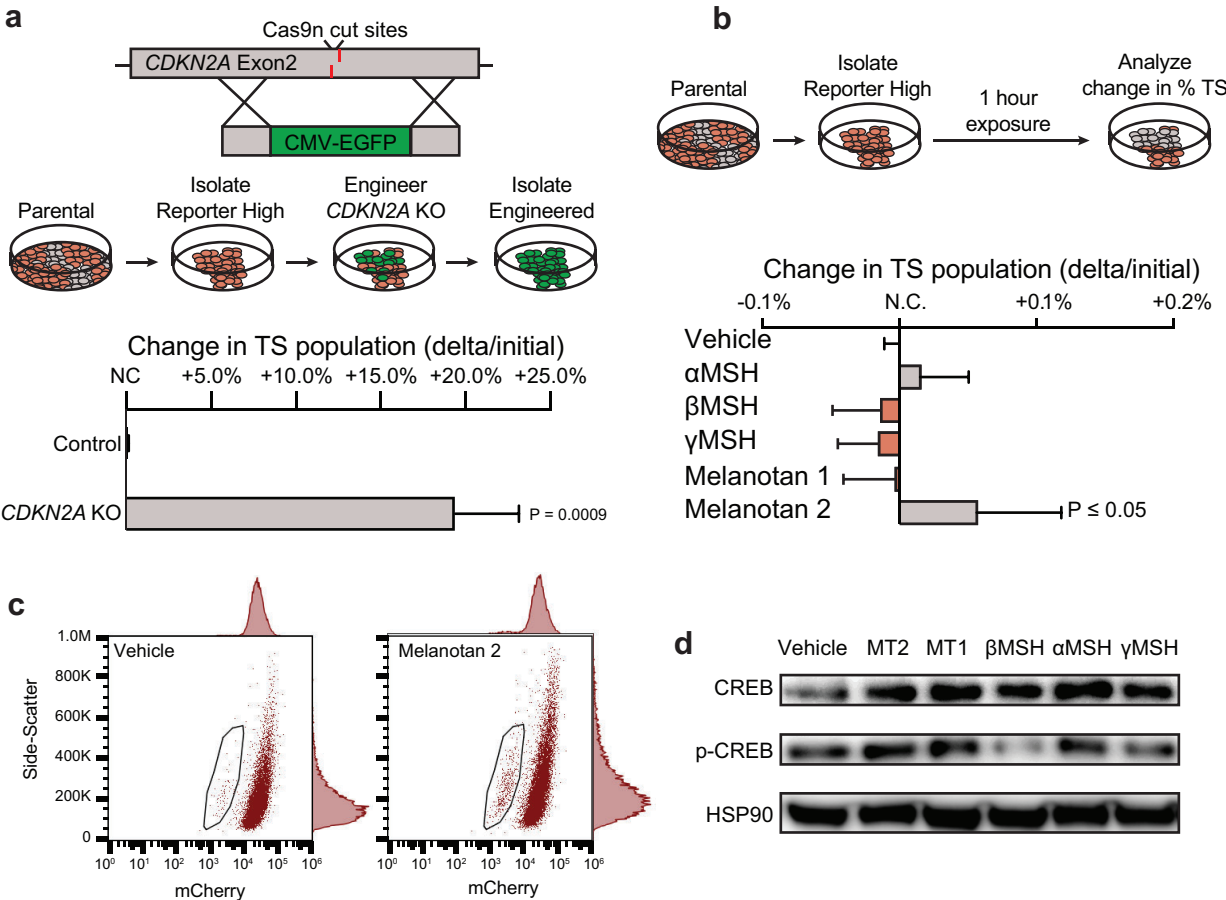 a
Cas9n cut sites
CDKN2A Exon2
CMV-EGFP
Parental
Isolate
Reporter High
Engineer
CDKN2A KO
Isolate
Engineered
Change in TS population (delta/initial)
NC +5.0% +10.0% +15.0% +20.0% +25.0%
Control
CDKN2A KO
P = 0.0009
b
Parental
Isolate
Reporter High
1 hour
exposure
Analyze
change in % TS
Change in TS population (delta/initial)
-0.1% N.C. +0.1% +0.2%
Vehicle
αMSH
βMSH
γMSH
Melanotan 1
Melanotan 2
P ≤ 0.05
c
Side-Scatter
1.0M
800K
600K
400K
200K
0
Vehicle
10⁰ 10¹ 10² 10³ 10⁴ 10⁵ 10⁶
mCherry
Melanotan 2
10⁰ 10¹ 10² 10³ 10⁴ 10⁵ 10⁶
mCherry
d
Vehicle MT2 MT1 βMSH αMSH γMSH
CREB
p-CREB
HSP90